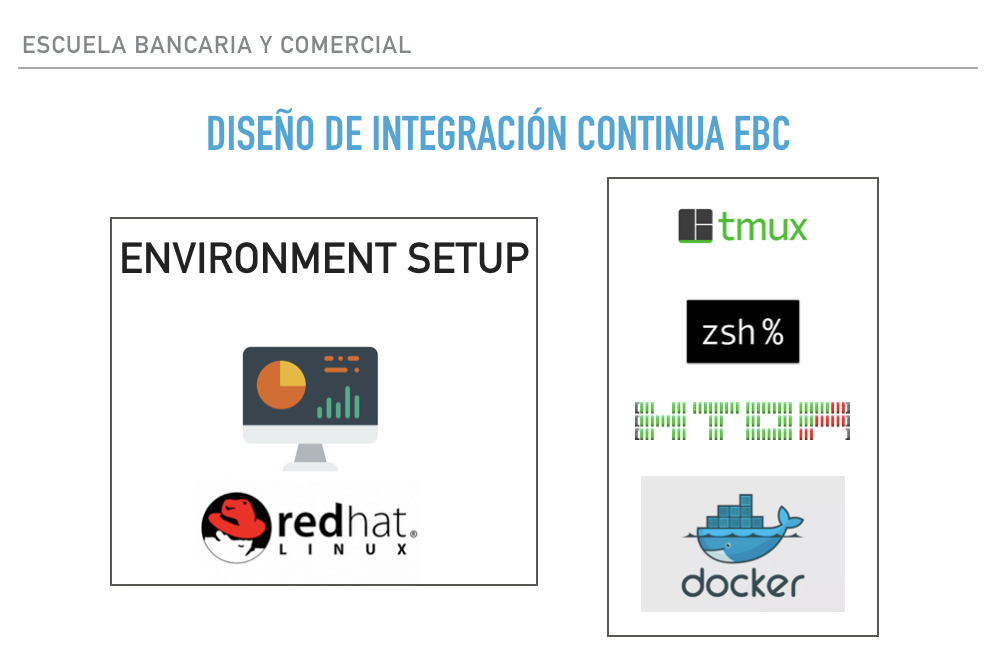 ESCUELA BANCARIA Y COMERCIAL
DISEÑO DE INTEGRACIÓN CONTINUA EBC
ENVIRONMENT SETUP
redhat®
LINUX
tmux
zsh %
HTOP
docker